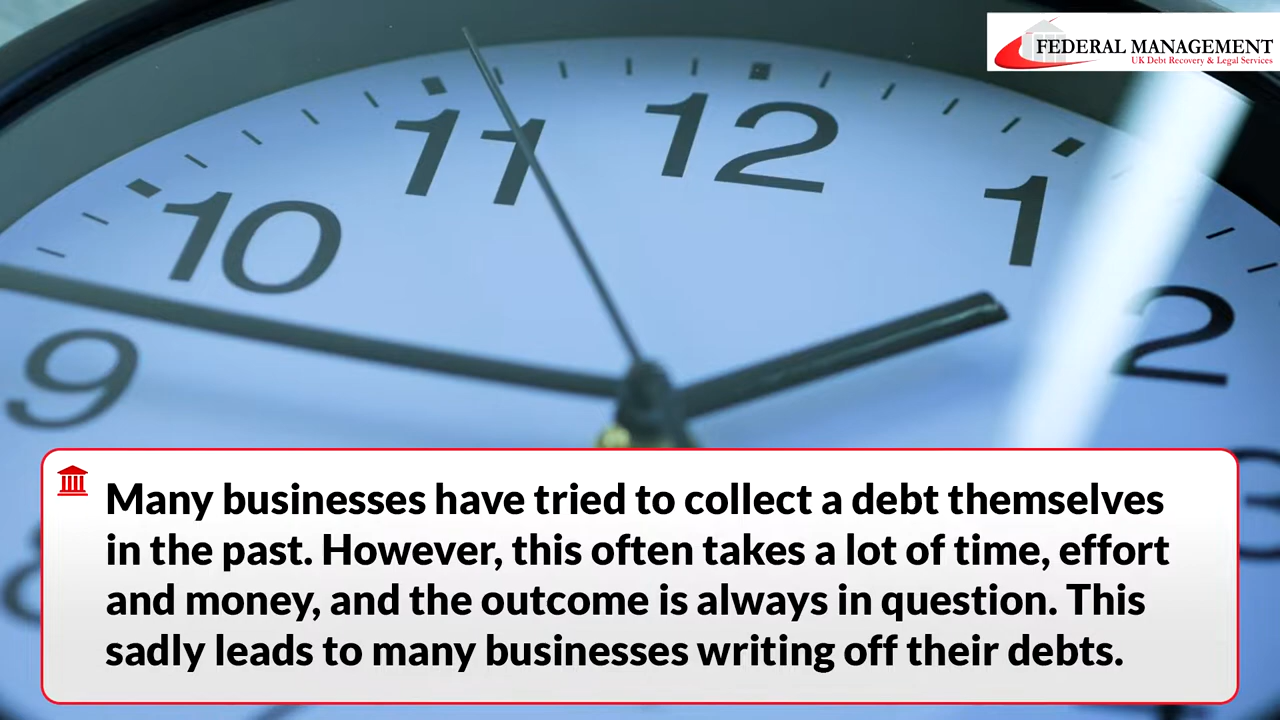 FEDERAL MANAGEMENT
UK Debt Recovery & Legal Services
11
12
1
10
2
9
3
8
Many businesses have tried to collect a debt themselves
in the past. However, this often takes a lot of time, effort
and money, and the outcome is always in question. This
sadly leads to many businesses writing off their debts.